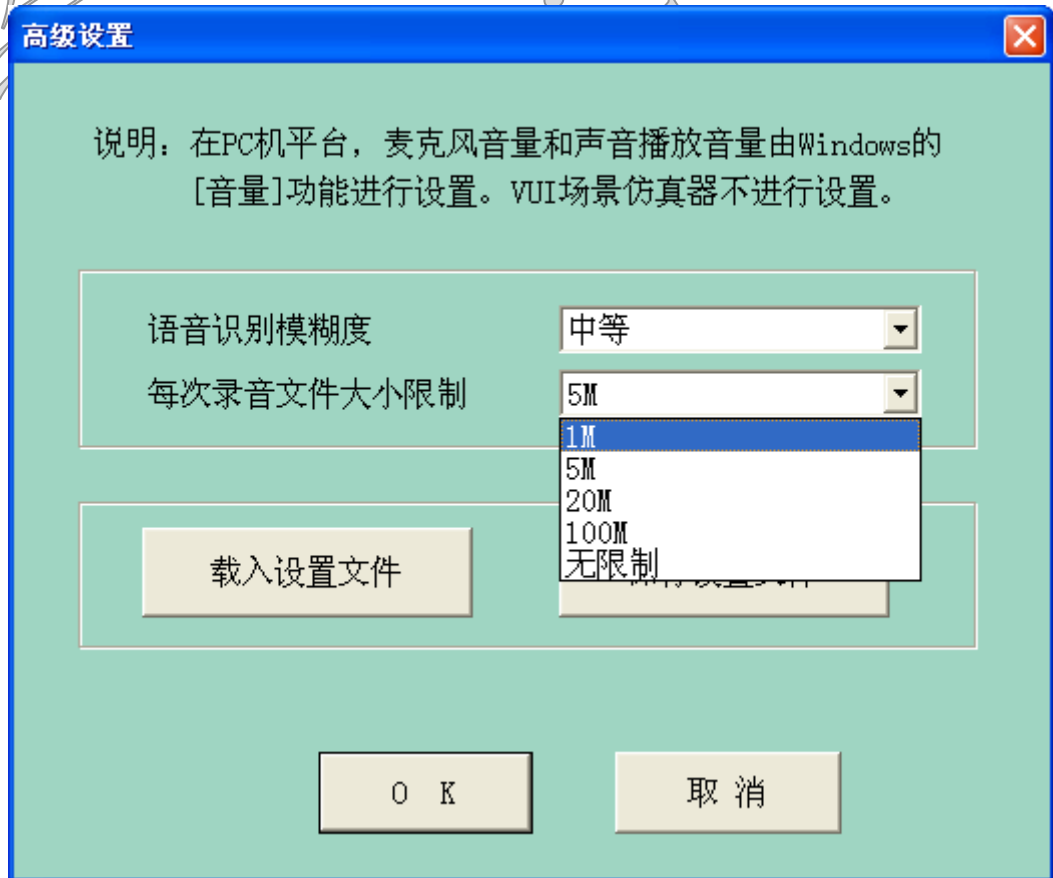 高级设置
说明：在PC机平台，麦克风音量和声音播放音量由Windows的
[音量]功能进行设置。VUI场景仿真器不进行设置。
语音识别模糊度
中等
每次录音文件大小限制
5M
1M
5M
20M
100M
无限制
载入设置文件
O K
取 消